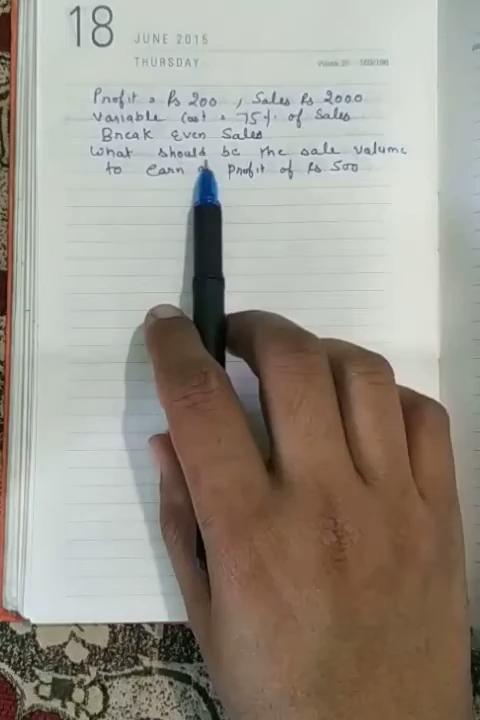 18 JUNE 2015
THURSDAY
Profit = Rs 200 , Sales Rs 2000
Variable Cost = 75% of Sales
Break Even Sales
What should be the sale volume
to earn profit of Rs 500